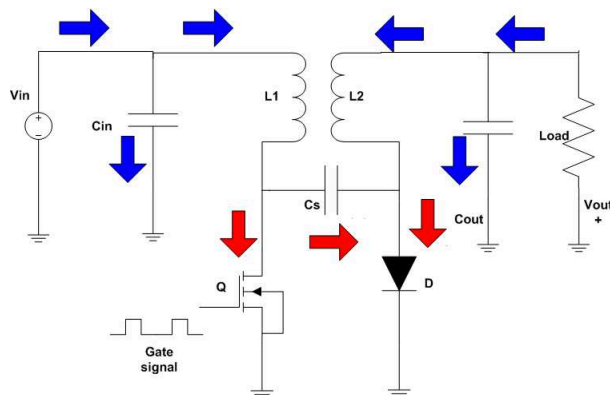 Vin
Cin
L1
L2
Load
Cs
Cout
Vout
+
Q
D
Gate
signal